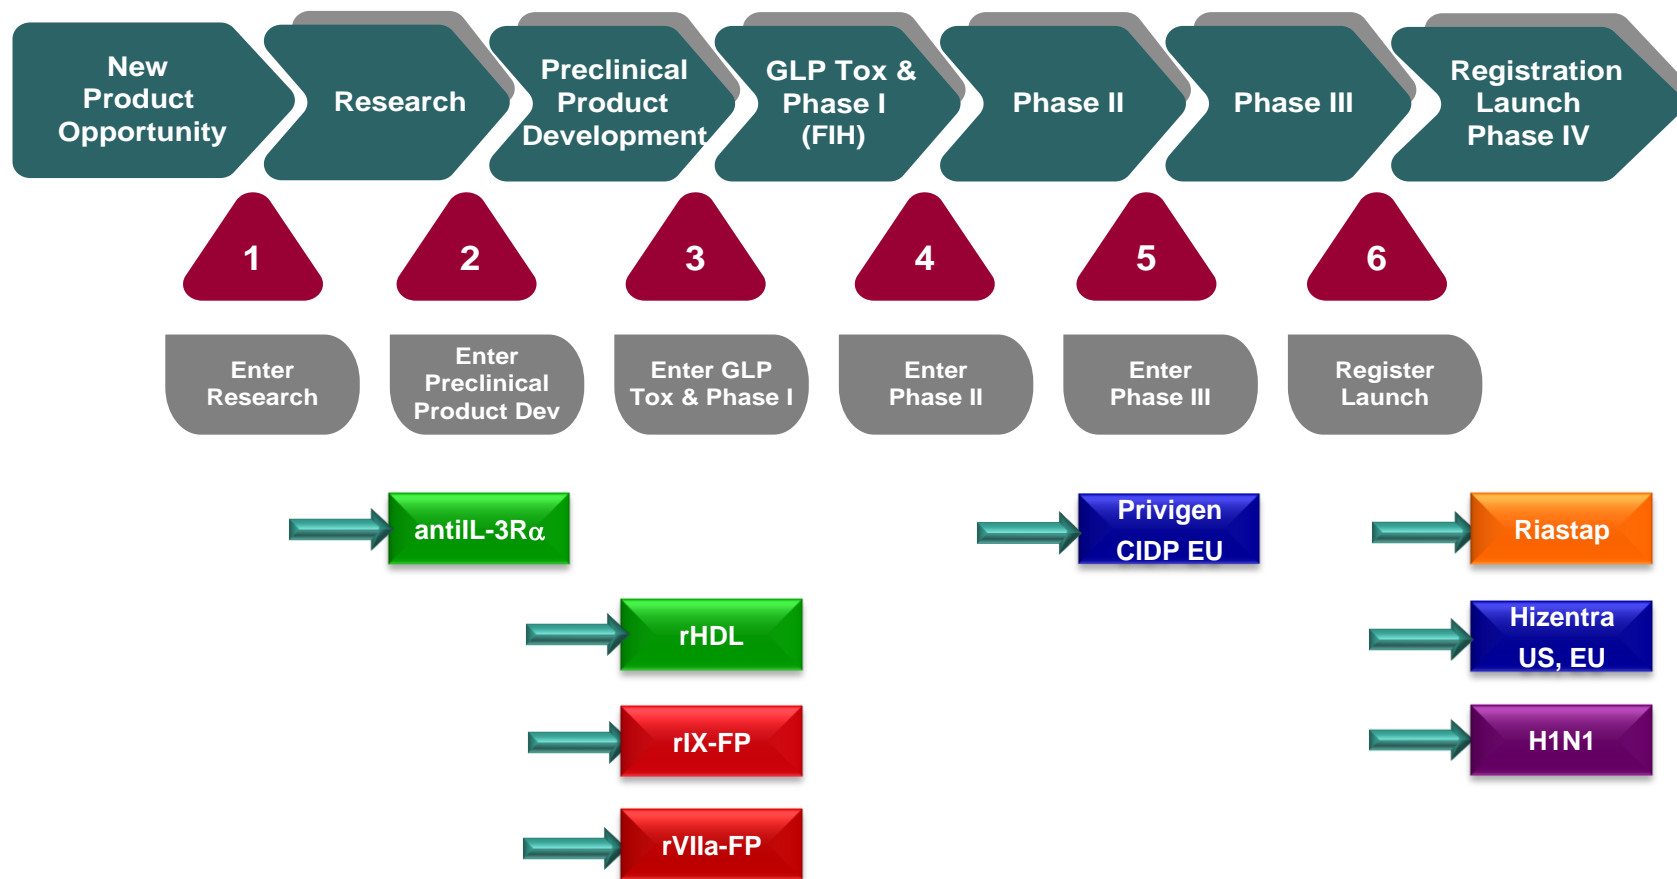 New
Product
Opportunity
Research
Preclinical
Product
Development
GLP Tox &
Phase I
(FIH)
Phase II
Phase III
Registration
Launch
Phase IV
1
2
3
4
5
6
Enter
Research
Enter
Preclinical
Product Dev
Enter GLP
Tox & Phase I
Enter
Phase II
Enter
Phase III
Register
Launch
antiIL-3Rα
Privigen
CIDP EU
Riastap
rHDL
Hizentra
US, EU
rIX-FP
H1N1
rVIIa-FP